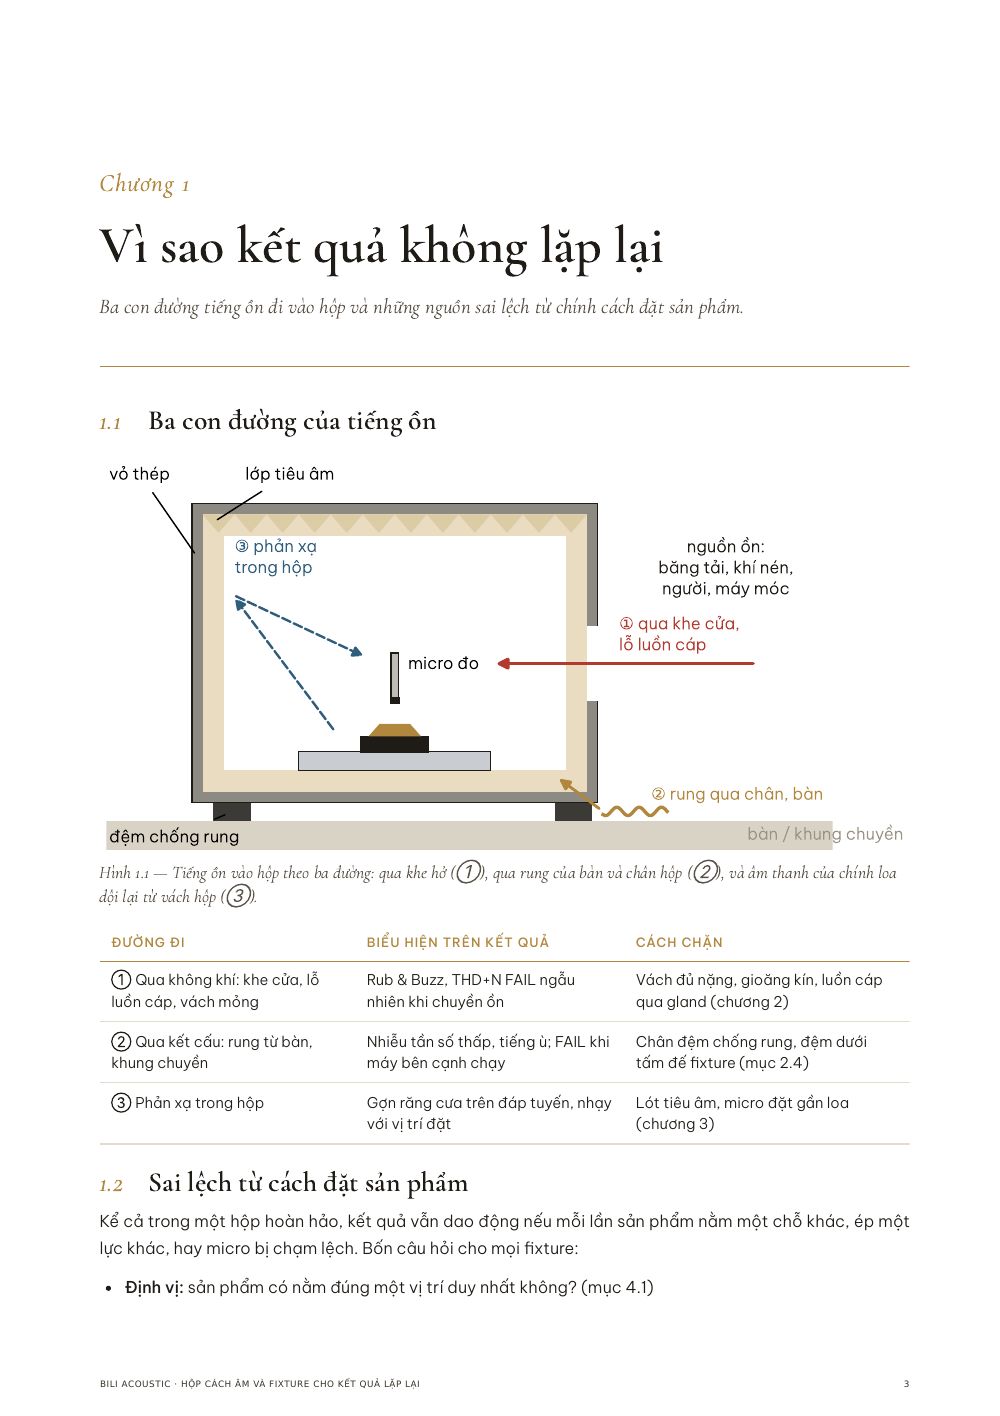 Chương 1
Vì sao kết quả không lặp lại
Ba con đường tiếng ồn đi vào hộp và những nguồn sai lệch từ chính cách đặt sản phẩm.
1.1 Ba con đường của tiếng ồn
vỏ thép
lớp tiêu âm
③ phản xạ
trong hộp
nguồn ồn:
băng tải, khí nén,
người, máy móc
① qua khe cửa,
lỗ luồn cáp
micro đo
② rung qua chân, bàn
đệm chống rung
bàn / khung chuyền
Hình 1.1 — Tiếng ồn vào hộp theo ba đường: qua khe hở (①), qua rung của bàn và chân hộp (②), và âm thanh của chính loa
dội lại từ vách hộp (③).
ĐƯỜNG ĐI
BIỂU HIỆN TRÊN KẾT QUẢ
CÁCH CHẶN
① Qua không khí: khe cửa, lỗ
luồn cáp, vách mỏng
Rub & Buzz, THD+N FAIL ngẫu
nhiên khi chuyền ồn
Vách đủ nặng, gioăng kín, luồn cáp
qua gland (chương 2)
② Qua kết cấu: rung từ bàn,
khung chuyền
Nhiễu tần số thấp, tiếng ù; FAIL khi
máy bên cạnh chạy
Chân đệm chống rung, đệm dưới
tấm đế fixture (mục 2.4)
③ Phản xạ trong hộp
Gợn răng cưa trên đáp tuyến, nhạy
với vị trí đặt
Lót tiêu âm, micro đặt gần loa
(chương 3)
1.2 Sai lệch từ cách đặt sản phẩm
Kể cả trong một hộp hoàn hảo, kết quả vẫn dao động nếu mỗi lần sản phẩm nằm một chỗ khác, ép một
lực khác, hay micro bị chạm lệch. Bốn câu hỏi cho mọi fixture:
• Định vị: sản phẩm có nằm đúng một vị trí duy nhất không? (mục 4.1)
BILI ACOUSTIC · HỘP CÁCH ÂM VÀ FIXTURE CHO KẾT QUẢ LẶP LẠI
3